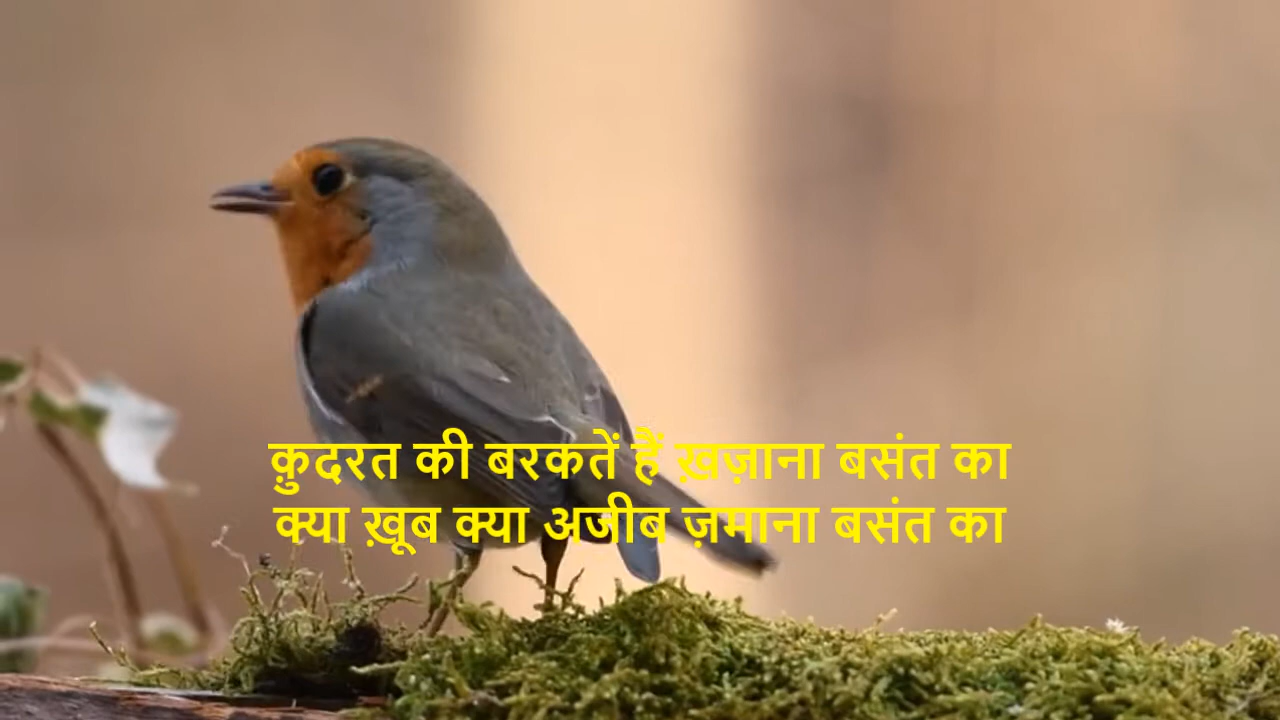 क़ुदरत की बरकतें हैं ख़ज़ाना बसंत का
क्या ख़ूब क्या अजीब ज़माना बसंत का